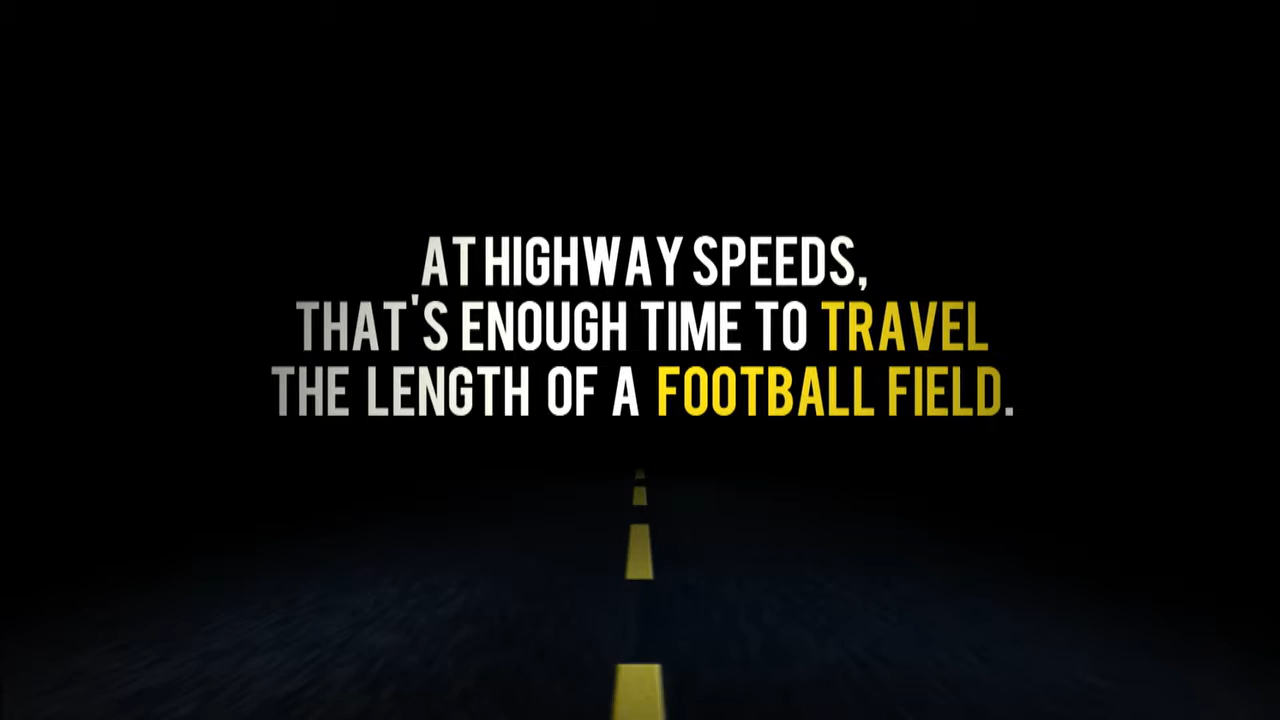 AT HIGHWAY SPEEDS,
THAT'S ENOUGH TIME TO TRAVEL
THE LENGTH OF A FOOTBALL FIELD.